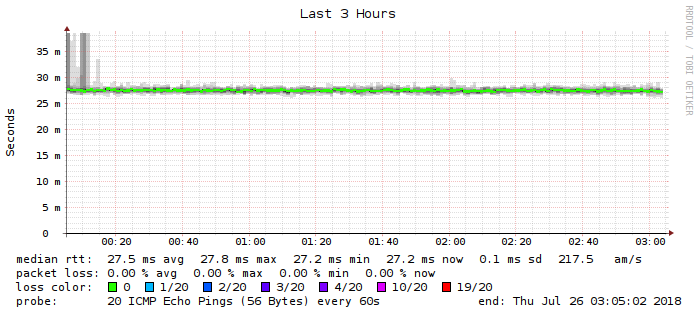 Last 3 Hours
RRDTOOL / TOBI OETIKER
Seconds
35 m
30 m
25 m
20 m
15 m
10 m
5 m
0
00:20 00:40 01:00 01:20 01:40 02:00 02:20 02:40 03:00
median rtt: 27.5 ms avg 27.8 ms max 27.2 ms min 27.2 ms now 0.1 ms sd 217.5 am/s
packet loss: 0.00 % avg 0.00 % max 0.00 % min 0.00 % now
loss color: 0 1/20 2/20 3/20 4/20 10/20 19/20
probe: 20 ICMP Echo Pings (56 Bytes) every 60s end: Thu Jul 26 03:05:02 2018